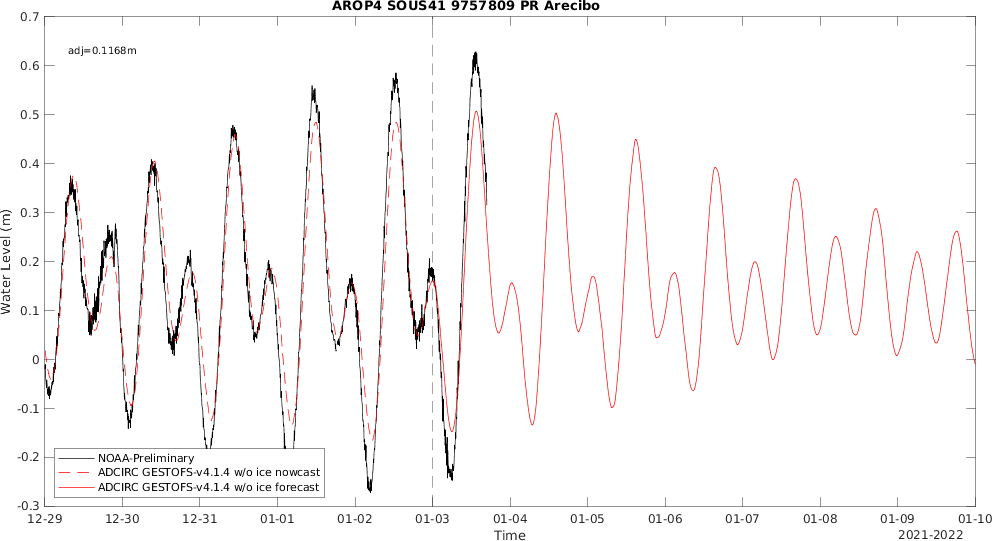 AROP4 SOUS41 9757809 PR Arecibo
0.7
adj=0.1168m
0.6
0.5
0.4
0.3
0.2
0.1
0
-0.1
-0.2
-0.3
Water Level (m)
NOAA-Preliminary
ADCIRC GESTOFS-v4.1.4 w/o ice nowcast
ADCIRC GESTOFS-v4.1.4 w/o ice forecast
12-29 12-30 12-31 01-01 01-02 01-03 01-04 01-05 01-06 01-07 01-08 01-09 01-10
Time
2021-2022